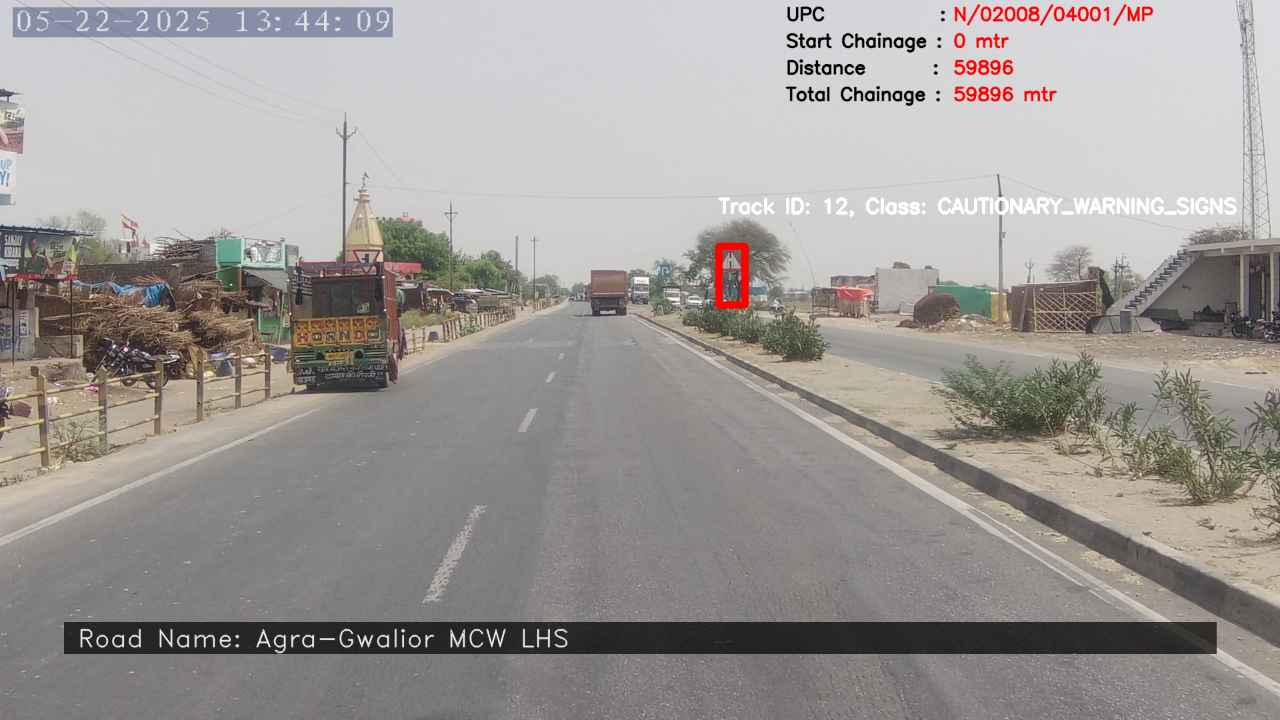 05-22-2025 13:44:09
UPC : N/02008/04001/MP
Start Chainage : 0 mtr
Distance : 59896
Total Chainage : 59896 mtr
UP
Y!
Track ID: 12, Class: CAUTIONARY_WARNING_SIGNS
Road Name: Agra-Gwalior MCW LHS